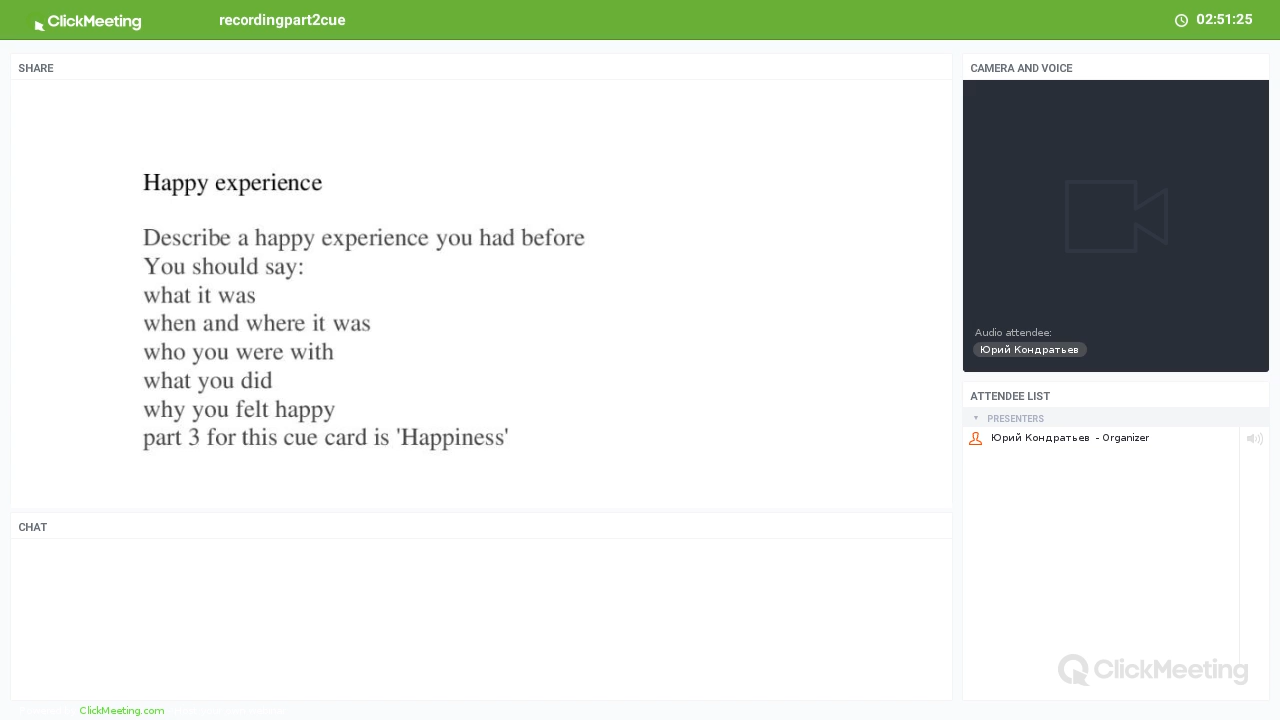 ClickMeeting
recordingpart2cue
02:51:25
SHARE
Happy experience
Describe a happy experience you had before
You should say:
what it was
when and where it was
who you were with
what you did
why you felt happy
part 3 for this cue card is 'Happiness'
CHAT
CAMERA AND VOICE
Audio attendee:
Юрий Кондратьев
ATTENDEE LIST
PRESENTERS
Юрий Кондратьев - Organizer
ClickMeeting
ClickMeeting.com